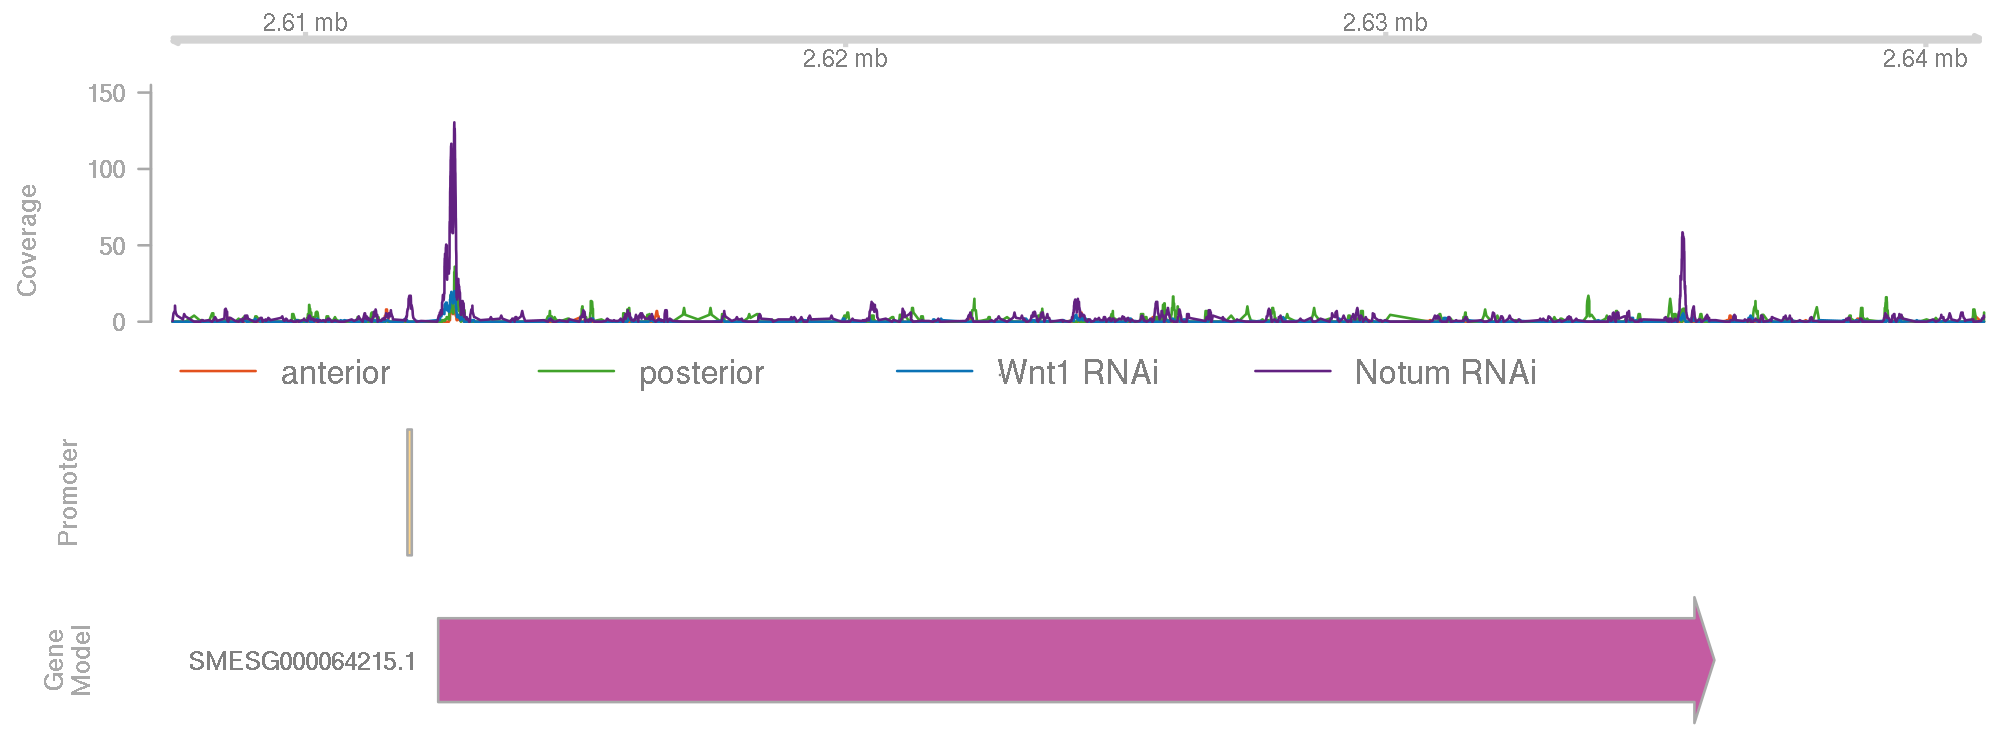 2.61 mb
2.63 mb
2.62 mb
2.64 mb
150
100
50
0
Coverage
anterior
posterior
Wnt1 RNAi
Notum RNAi
Promoter
Gene
Model
SMESG000064215.1